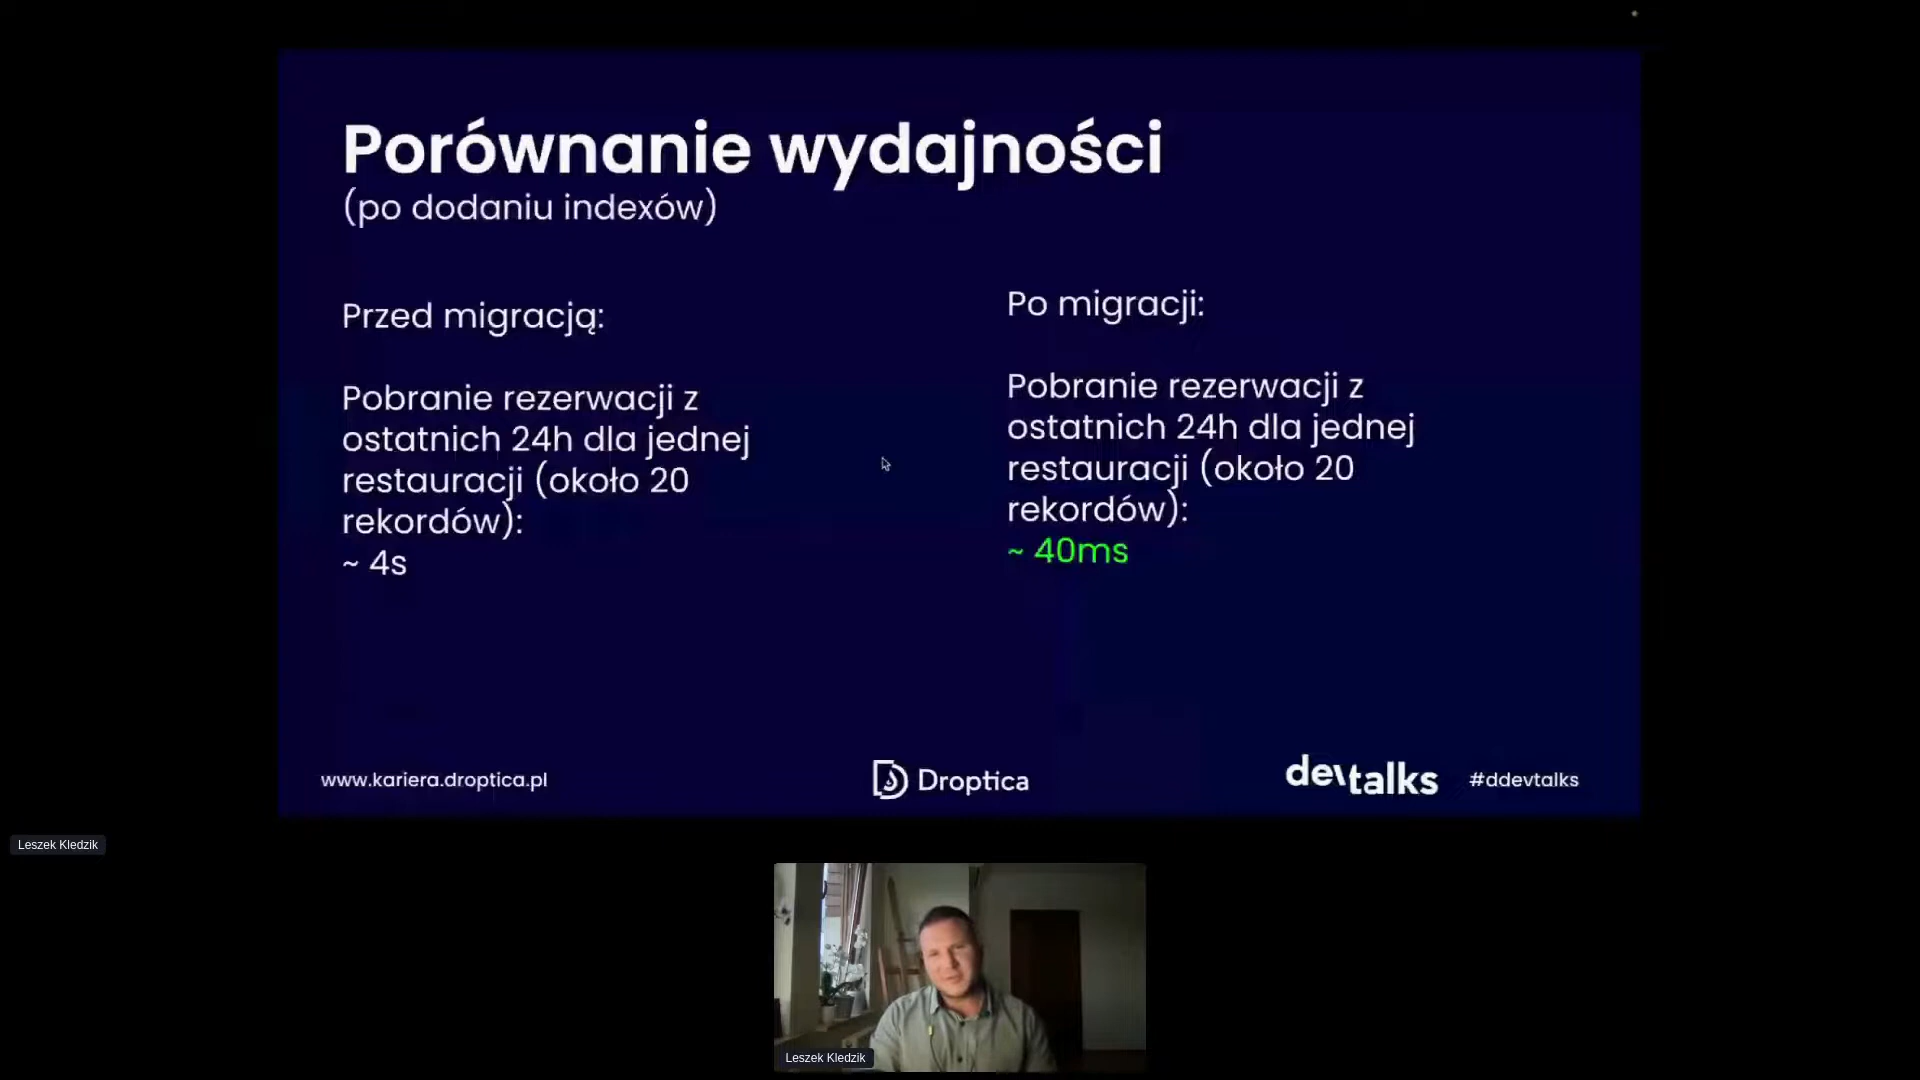 Porównanie wydajności
(po dodaniu indexów)
Przed migracją:
Pobranie rezerwacji z
ostatnich 24h dla jednej
restauracji (około 20
rekordów):
~ 4s
Po migracji:
Pobranie rezerwacji z
ostatnich 24h dla jednej
restauracji (około 20
rekordów):
~ 40ms
www.kariera.droptica.pl
Droptica
devtalks
#ddevtalks
Leszek Kledzik
Leszek Kledzik